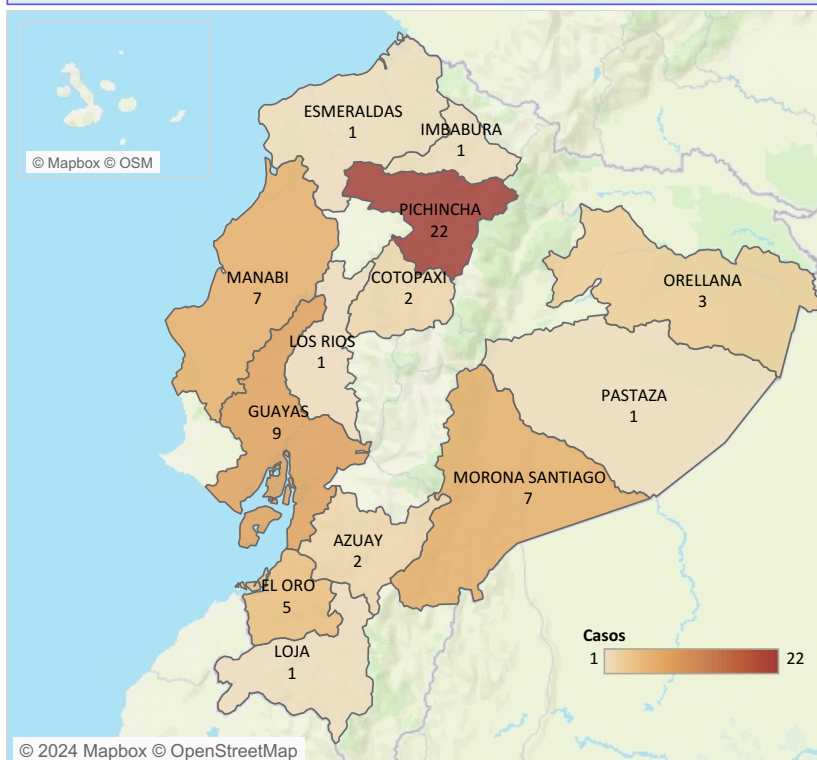 © Mapbox © OSM
ESMERALDAS
1
IMBABURA
1
PICHINCHA
22
MANABI
7
COTOPAXI
2
ORELLANA
3
LOS RIOS
1
PASTAZA
1
GUAYAS
9
MORONA SANTIAGO
7
AZUAY
2
EL ORO
5
LOJA
1
Casos
1 22
© 2024 Mapbox © OpenStreetMap